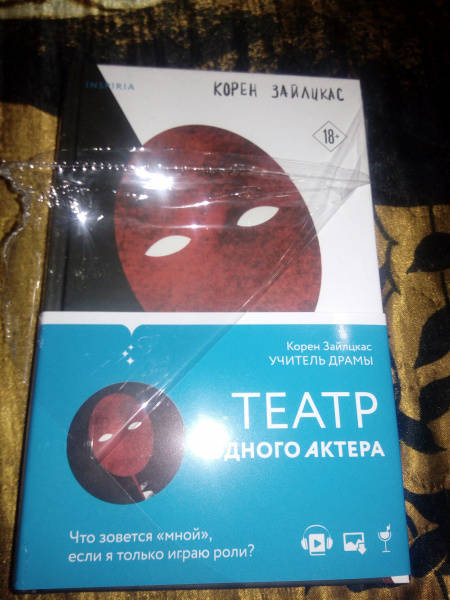 INSPIRIA
КОРЕН ЗАЙЛЦКАС
18+
Корен Зайлцкас
УЧИТЕЛЬ ДРАМЫ
ТЕАТР
ОДНОГО АКТЕРА
Что зовется «мной»,
если я только играю роли?